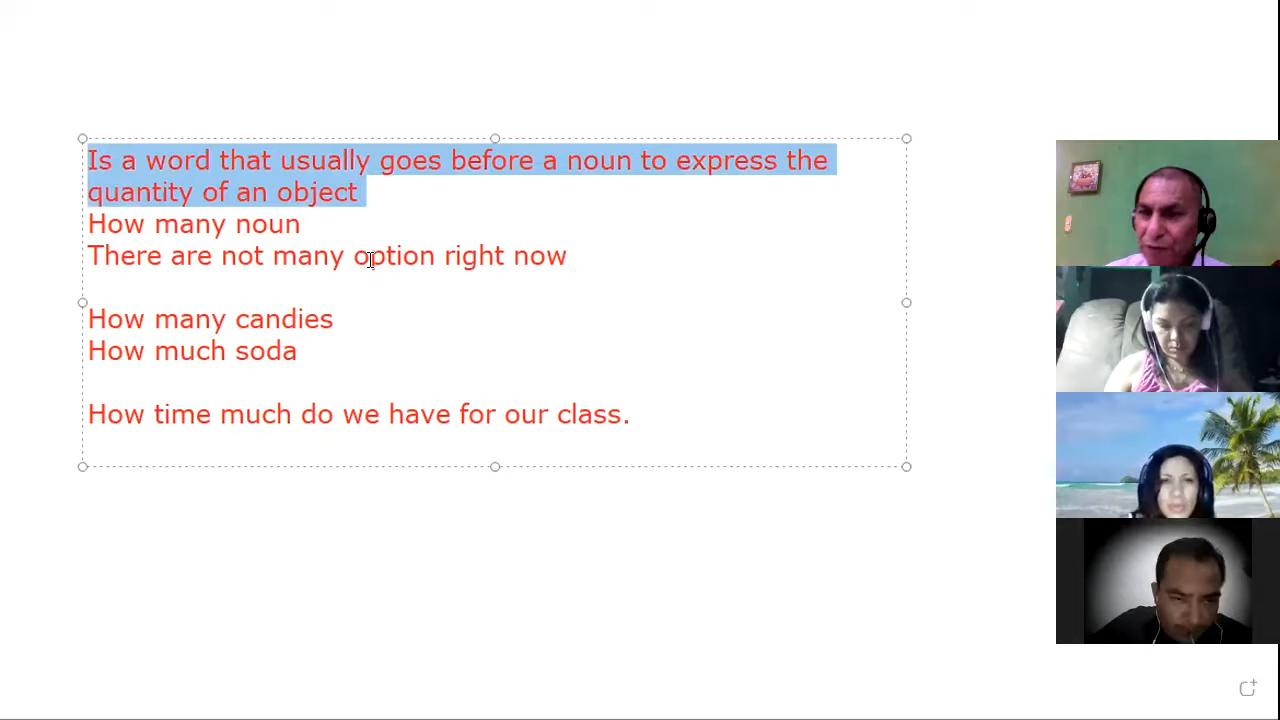 Is a word that usually goes before a noun to express the
quantity of an object
How many noun
There are not many option right now
How many candies
How much soda
How time much do we have for our class.